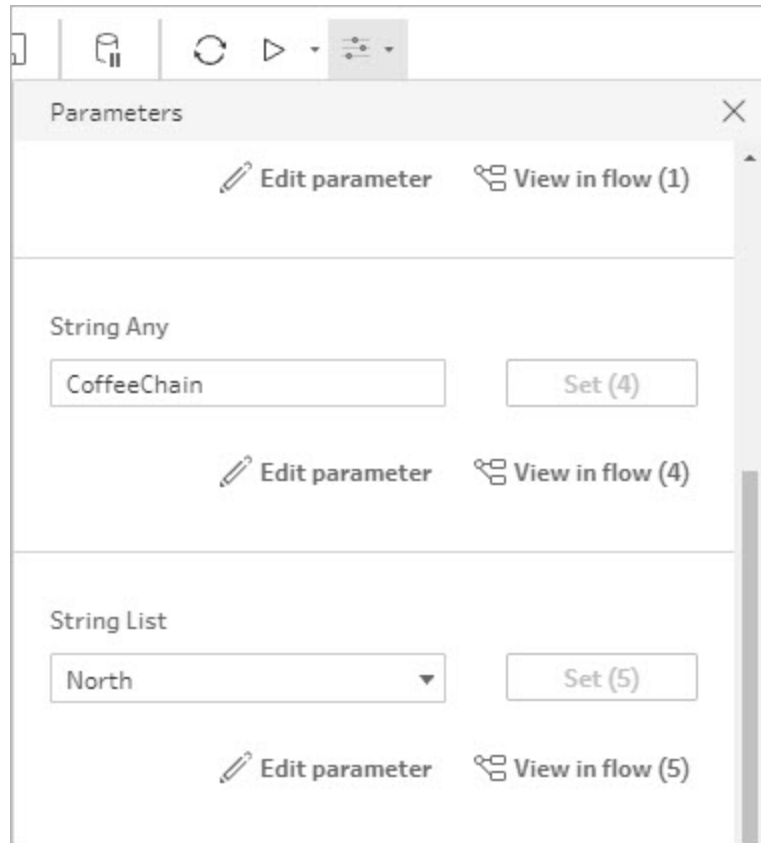 Parameters
Edit parameter View in flow (1)
String Any
CoffeeChain Set (4)
Edit parameter View in flow (4)
String List
North Set (5)
Edit parameter View in flow (5)